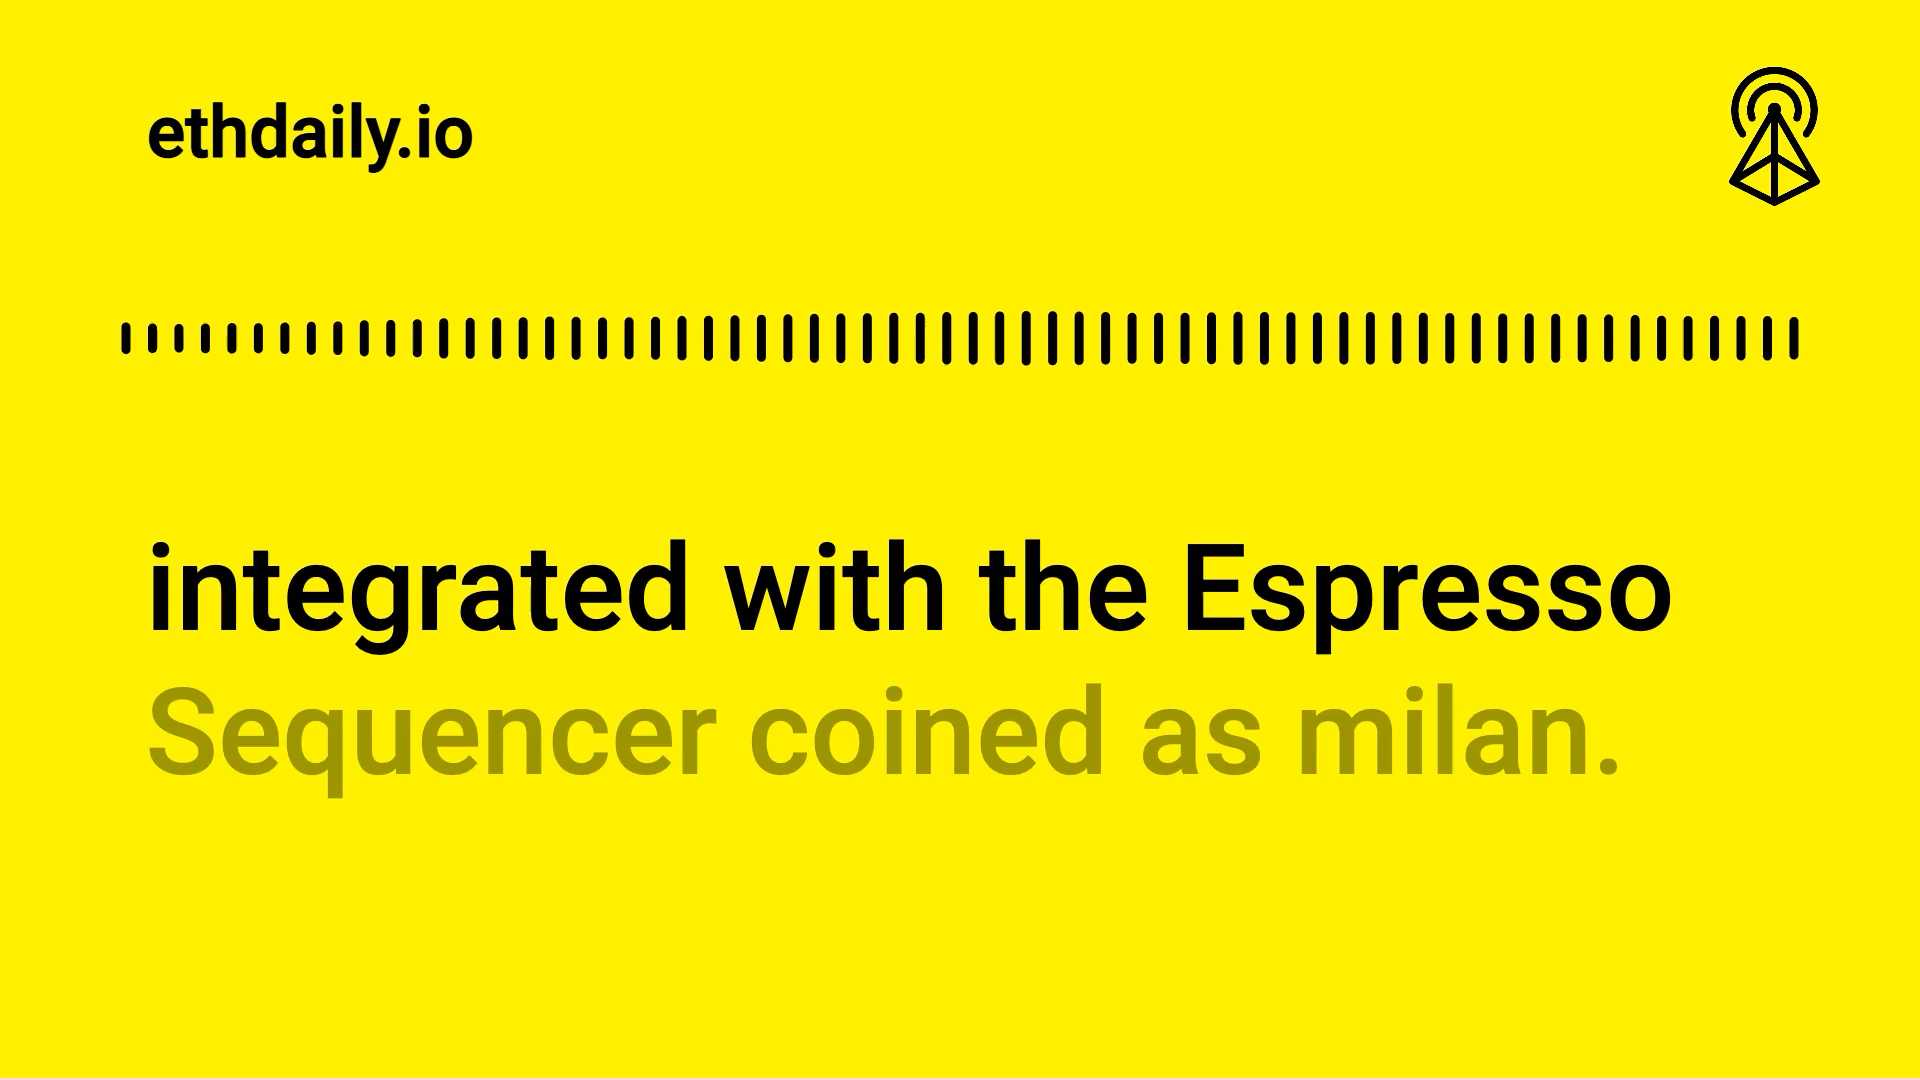 ethdaily.io
integrated with the Espresso
Sequencer coined as milan.